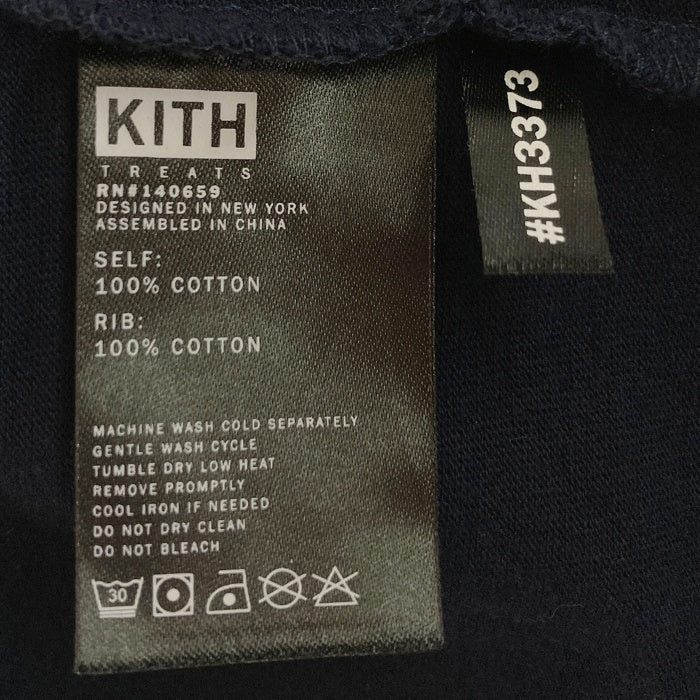 KITH
TREATS
RN#140659
DESIGNED IN NEW YORK
ASSEMBLED IN CHINA
SELF:
100% COTTON
RIB:
100% COTTON
MACHINE WASH COLD SEPARATELY
GENTLE WASH CYCLE
TUMBLE DRY LOW HEAT
REMOVE PROMPTLY
COOL IRON IF NEEDED
DO NOT DRY CLEAN
DO NOT BLEACH
30
#KH3373